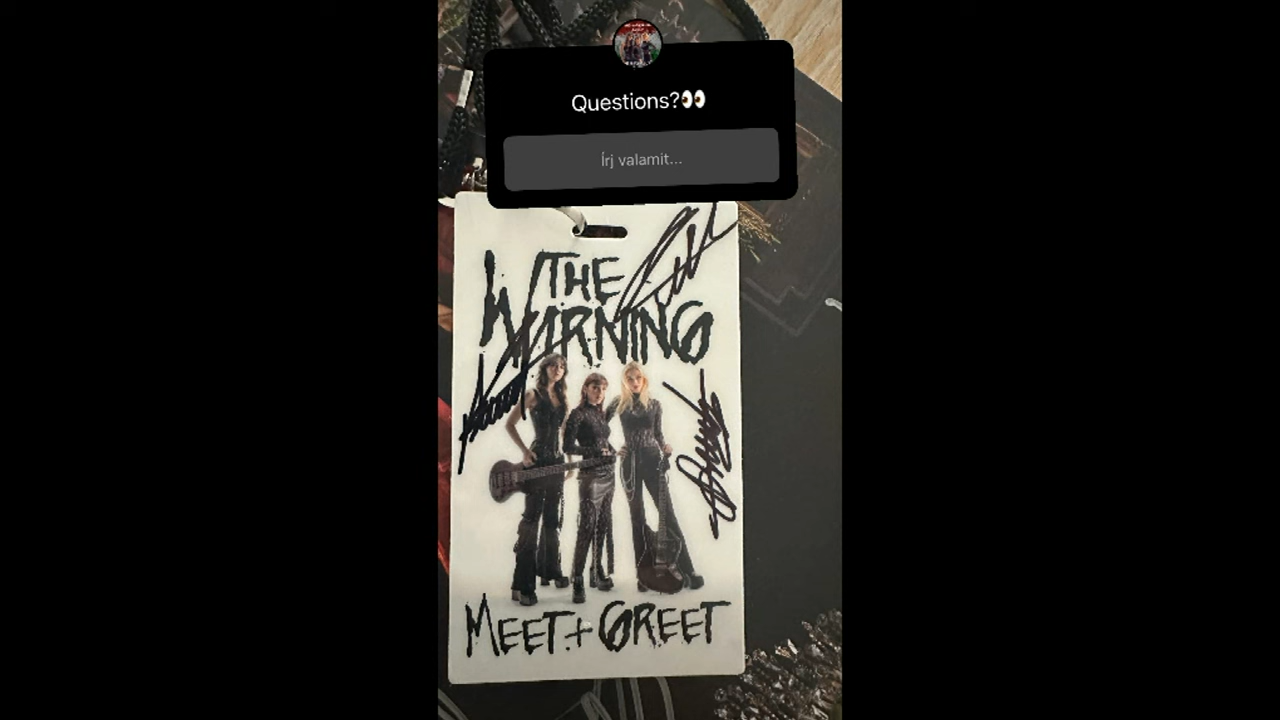 Questions?👀
Írj valamit...
THE
WARNING
MEET + GREET